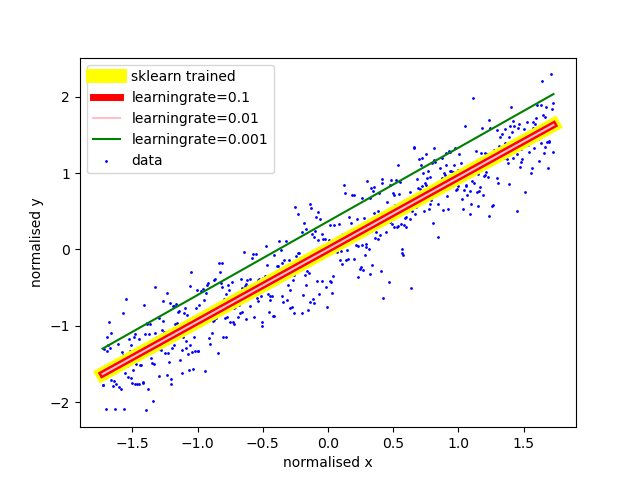 sklearn trained
learningrate=0.1
learningrate=0.01
learningrate=0.001
data
2
1
0
−1
−2
normalised y
−1.5 −1.0 −0.5 0.0 0.5 1.0 1.5
normalised x